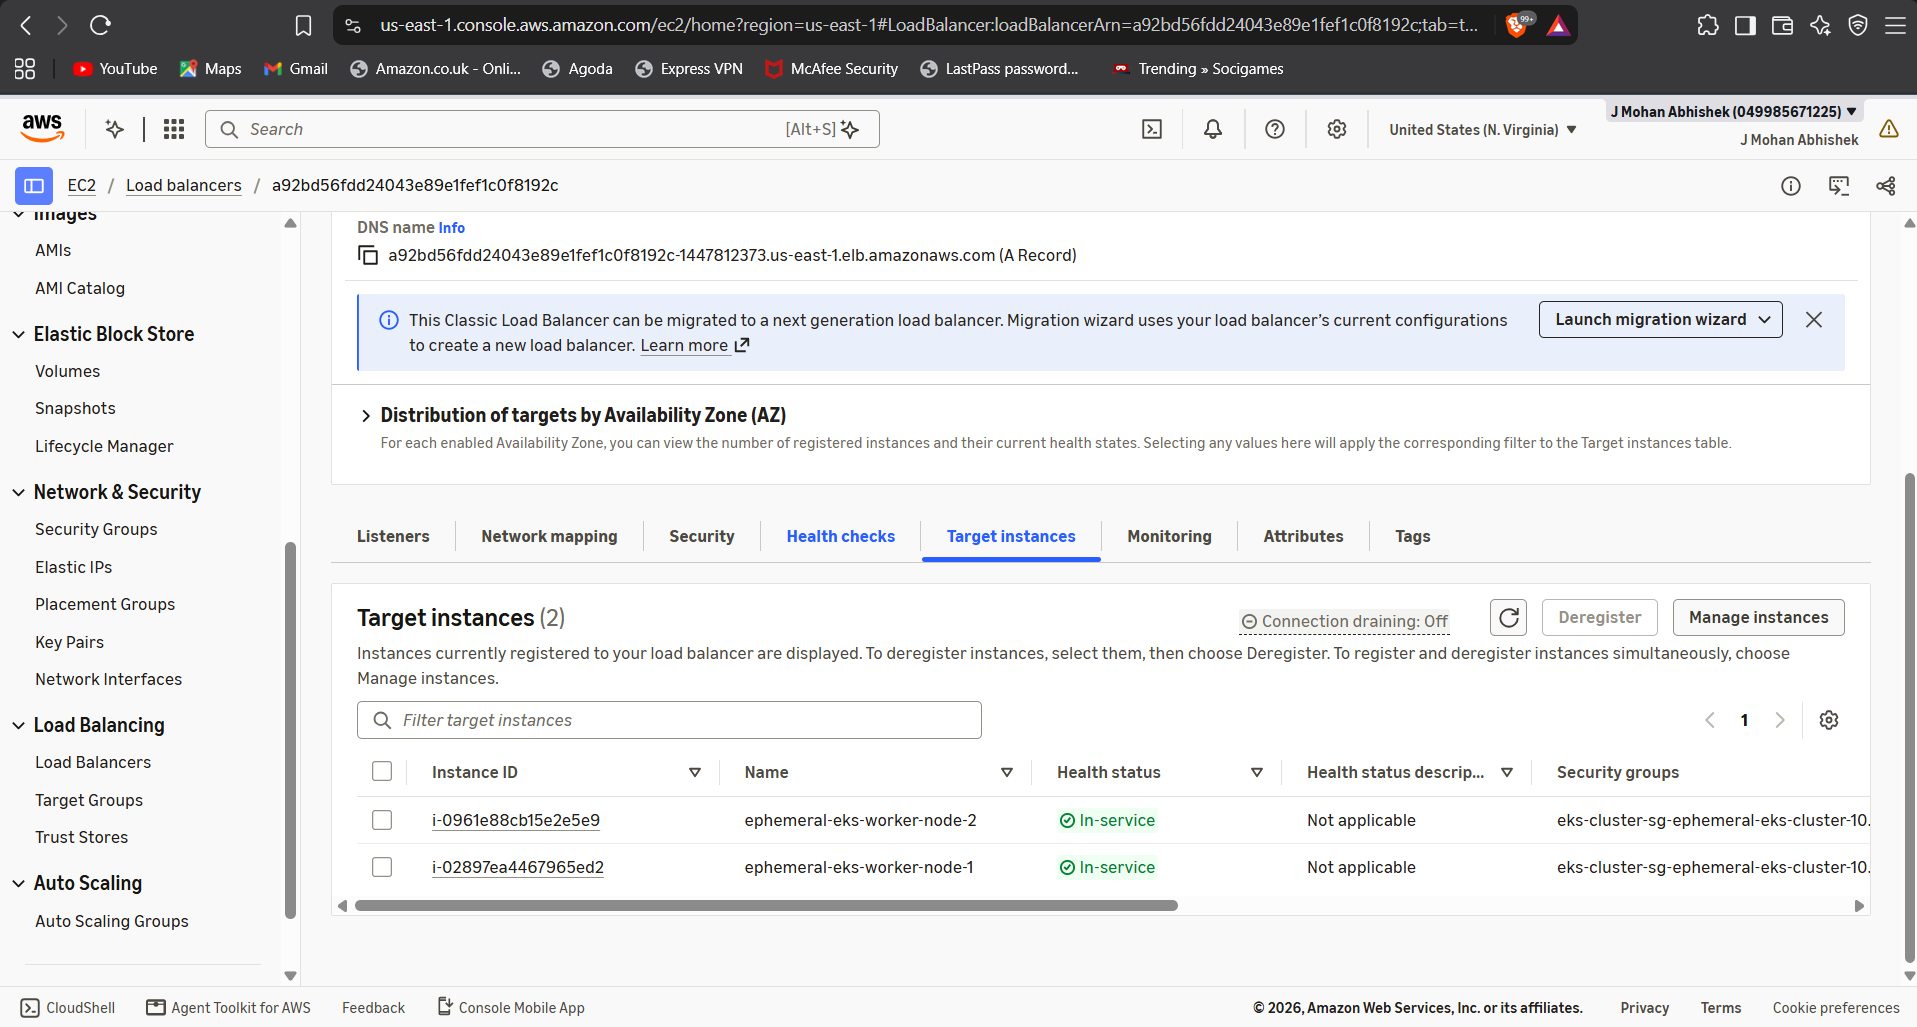 us-east-1.console.aws.amazon.com/ec2/home?region=us-east-1#LoadBalancer:loadBalancerArn=a92bd56fdd24043e89e1fef1c0f8192c;tab=t...
99+
YouTube
Maps
Gmail
Amazon.co.uk - Onli...
Agoda
Express VPN
McAfee Security
LastPass password...
Trending » Socigames
aws
Search
[Alt+S]
United States (N. Virginia)
J Mohan Abhishek (049985671225)
J Mohan Abhishek
EC2 / Load balancers / a92bd56fdd24043e89e1fef1c0f8192c
Images
AMIs
AMI Catalog
Elastic Block Store
Volumes
Snapshots
Lifecycle Manager
Network & Security
Security Groups
Elastic IPs
Placement Groups
Key Pairs
Network Interfaces
Load Balancing
Load Balancers
Target Groups
Trust Stores
Auto Scaling
Auto Scaling Groups
DNS name Info
a92bd56fdd24043e89e1fef1c0f8192c-1447812373.us-east-1.elb.amazonaws.com (A Record)
This Classic Load Balancer can be migrated to a next generation load balancer. Migration wizard uses your load balancer's current configurations
to create a new load balancer. Learn more
Launch migration wizard
Distribution of targets by Availability Zone (AZ)
For each enabled Availability Zone, you can view the number of registered instances and their current health states. Selecting any values here will apply the corresponding filter to the Target instances table.
Listeners
Network mapping
Security
Health checks
Target instances
Monitoring
Attributes
Tags
Target instances (2)
Connection draining: Off
Deregister
Manage instances
Instances currently registered to your load balancer are displayed. To deregister instances, select them, then choose Deregister. To register and deregister instances simultaneously, choose
Manage instances.
Filter target instances
1
Instance ID
Name
Health status
Health status descrip...
Security groups
i-0961e88cb15e2e5e9
ephemeral-eks-worker-node-2
In-service
Not applicable
eks-cluster-sg-ephemeral-eks-cluster-10.
i-02897ea4467965ed2
ephemeral-eks-worker-node-1
In-service
Not applicable
eks-cluster-sg-ephemeral-eks-cluster-10.
CloudShell
Agent Toolkit for AWS
Feedback
Console Mobile App
© 2026, Amazon Web Services, Inc. or its affiliates.
Privacy
Terms
Cookie preferences